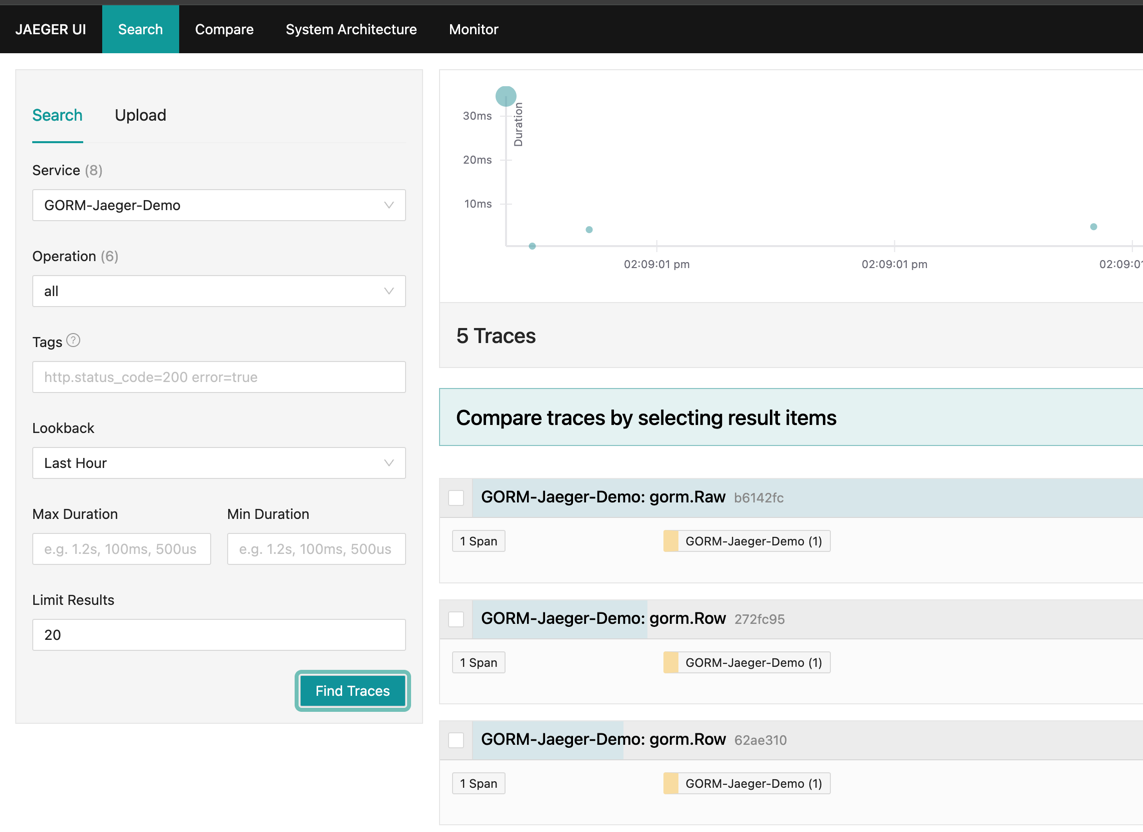 JAEGER UI Search Compare System Architecture Monitor
Search Upload
Service (8)
GORM-Jaeger-Demo
Operation (6)
all
Tags ?
http.status_code=200 error=true
Lookback
Last Hour
Max Duration Min Duration
e.g. 1.2s, 100ms, 500us e.g. 1.2s, 100ms, 500us
Limit Results
20
Find Traces
Duration
30ms
20ms
10ms
02:09:01 pm 02:09:01 pm 02:09:01
5 Traces
Compare traces by selecting result items
GORM-Jaeger-Demo: gorm.Raw b6142fc
1 Span GORM-Jaeger-Demo (1)
GORM-Jaeger-Demo: gorm.Row 272fc95
1 Span GORM-Jaeger-Demo (1)
GORM-Jaeger-Demo: gorm.Row 62ae310
1 Span GORM-Jaeger-Demo (1)